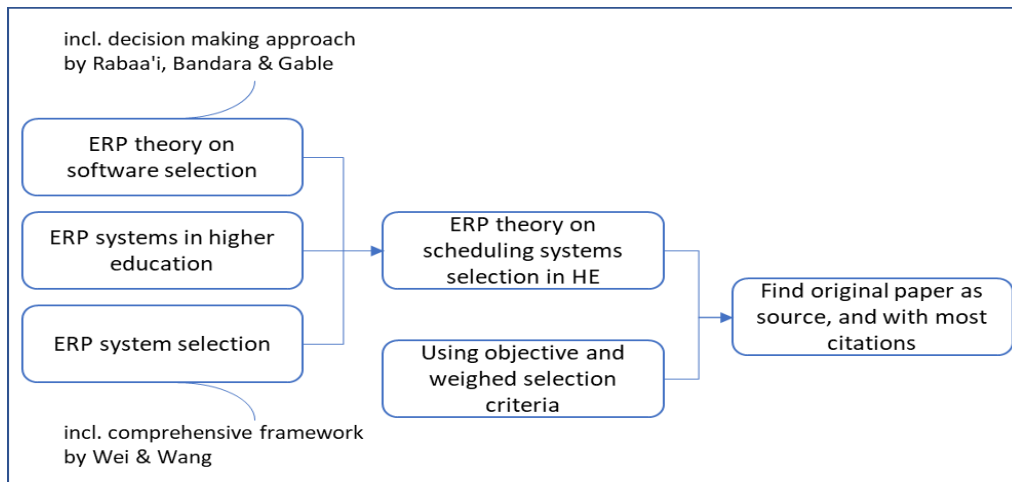 incl. decision making approach
by Rabaa'i, Bandara & Gable
ERP theory on
software selection
ERP systems in higher
education
ERP system selection
incl. comprehensive framework
by Wei & Wang
ERP theory on
scheduling systems
selection in HE
Using objective and
weighed selection
criteria
Find original paper as
source, and with most
citations